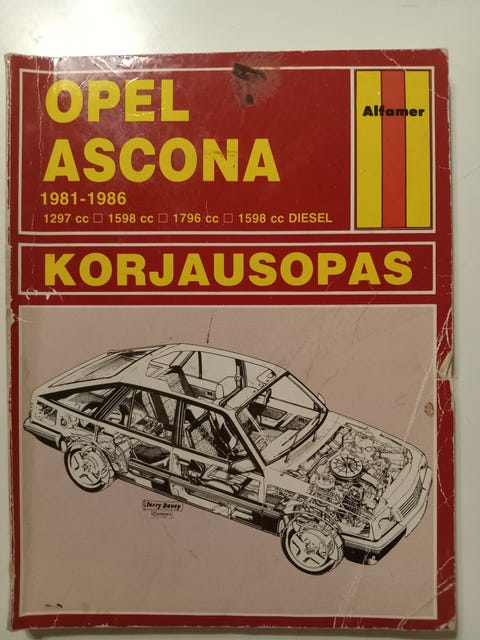 OPEL
ASCONA
1981-1986
1297 cc □ 1598 cc □ 1796 cc □ 1598 cc DIESEL
Alfamer
KORJAUSOPAS
Terry Davey